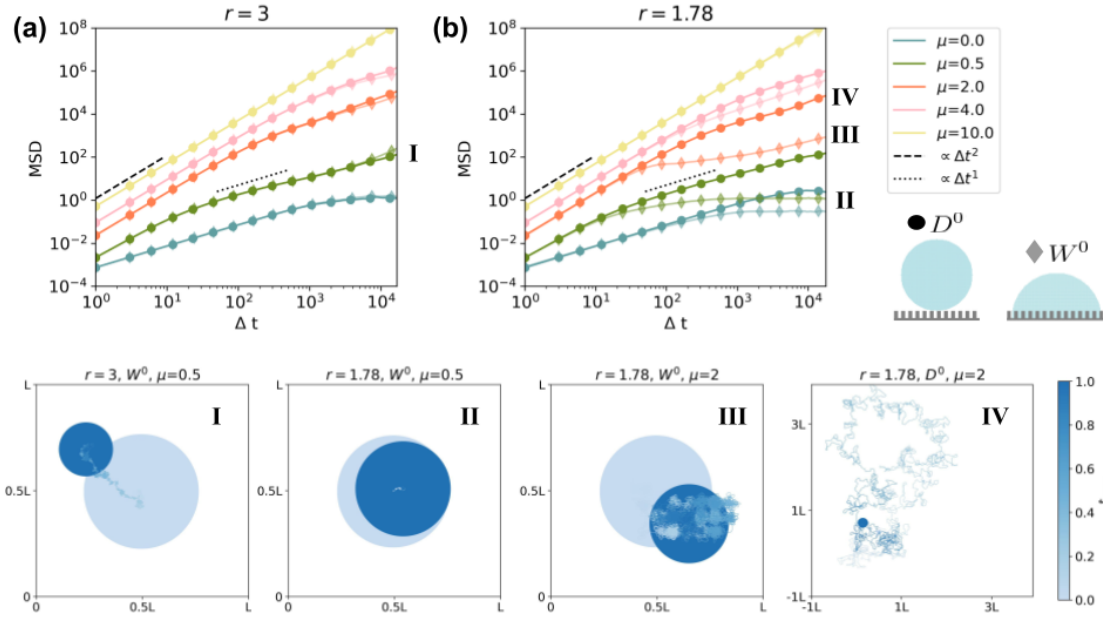 (a)
r = 3
MSD
10⁸
10⁶
10⁴
10²
10⁰
10⁻²
10⁻⁴
10⁰
10¹
10²
10³
10⁴
Δ t
I
(b)
r = 1.78
MSD
10⁸
10⁶
10⁴
10²
10⁰
10⁻²
10⁻⁴
10⁰
10¹
10²
10³
10⁴
Δ t
IV
III
II
μ=0.0
μ=0.5
μ=2.0
μ=4.0
μ=10.0
∝ Δt²
∝ Δt¹
D⁰
W⁰
r = 3, W⁰, μ=0.5
I
L
0.5L
0
0
0.5L
L
r = 1.78, W⁰, μ=0.5
II
L
0.5L
0
0
0.5L
L
r = 1.78, W⁰, μ=2
III
L
0.5L
0
0
0.5L
L
r = 1.78, D⁰, μ=2
IV
3L
1L
-1L
-1L
1L
3L
1.0
0.8
0.6
0.4
0.2
0.0